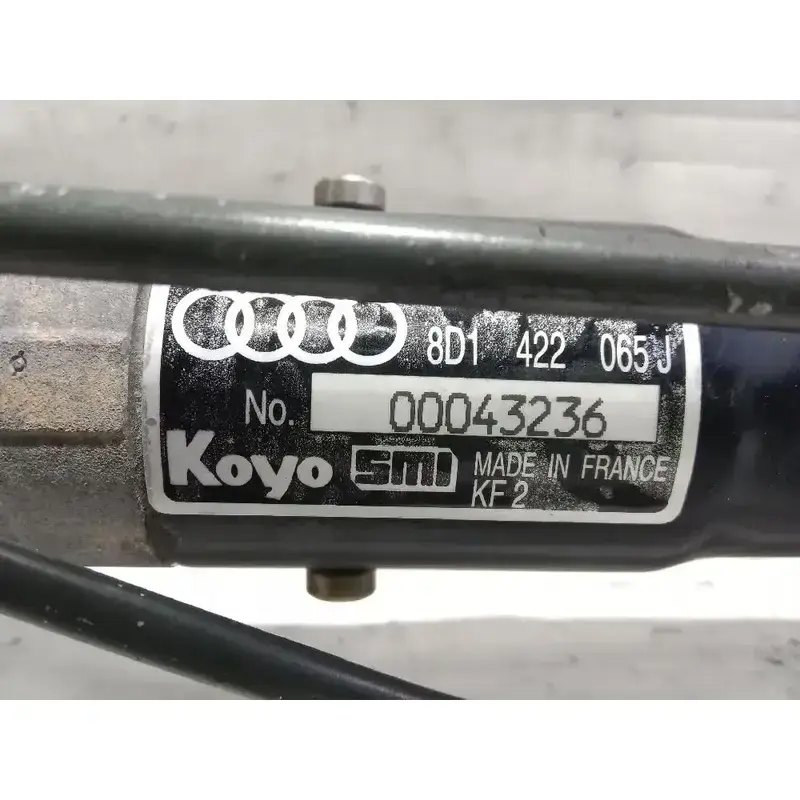 8D1 422 065 J
No. 00043236
Koyo SMI MADE IN FRANCE
KF 2